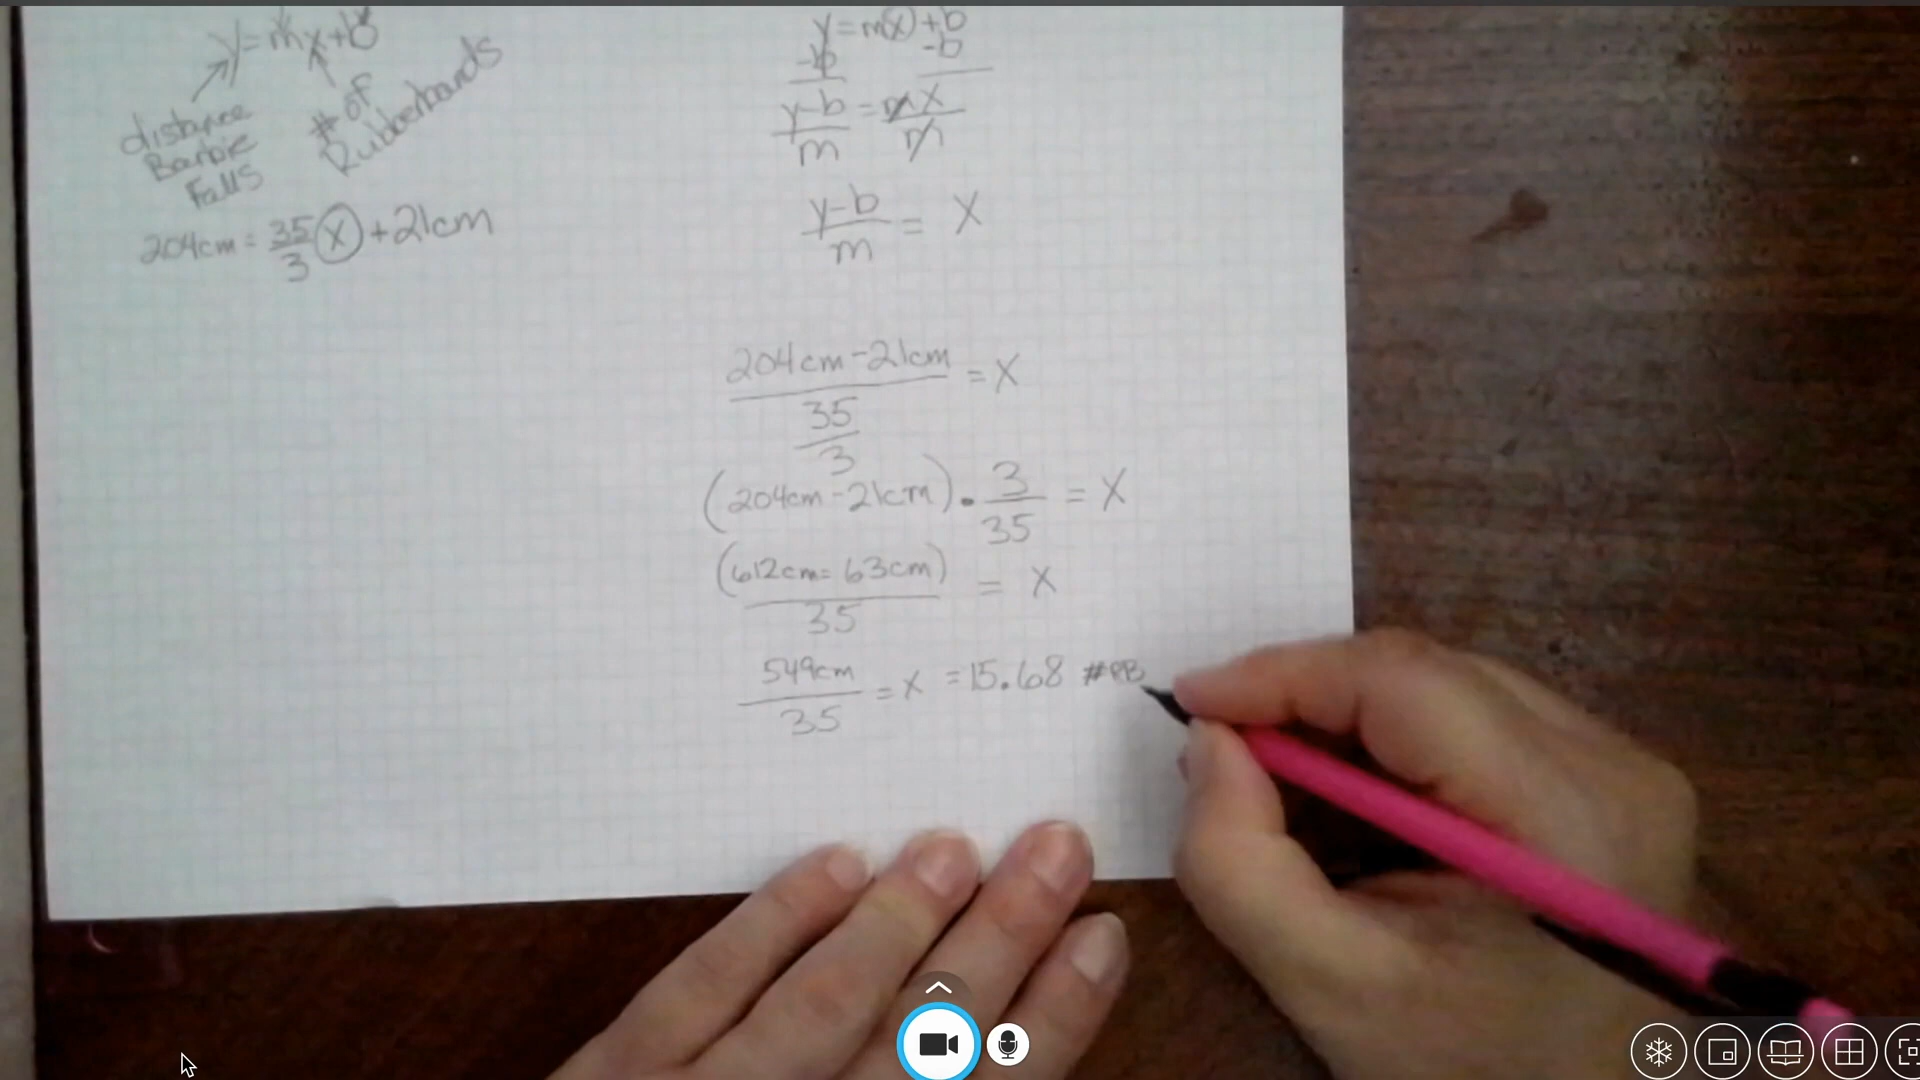 y=mx+b
distance
Barbie
Falls
# of
Rubberbands
204cm = 35/3 (x) +21cm
y=m(x)+b
-b -b
y-b = mx
m m
y-b = X
m
204cm-21cm = X
35
3
(204cm-21cm) • 3 = X
35
(612cm- 63cm) = X
35
549cm = X =15.68 #RB
35